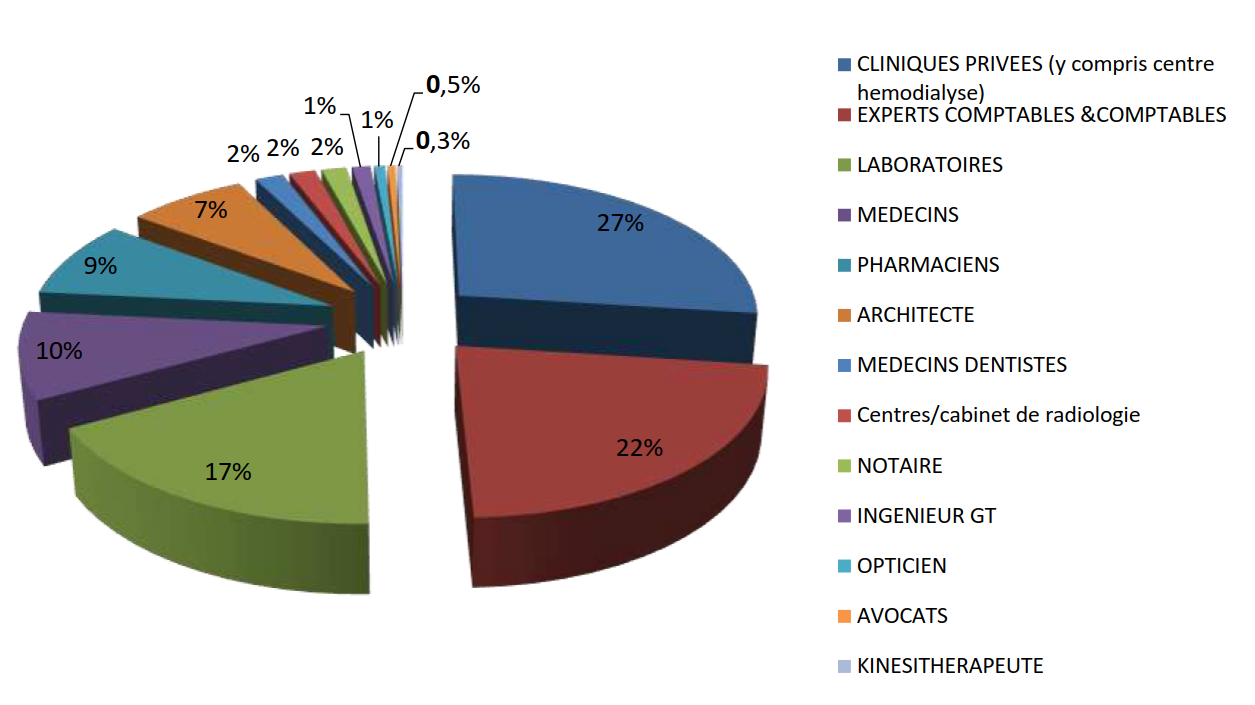 0,5%
1%
1%
0,3%
2%
2%
2%
7%
27%
9%
10%
22%
17%
CLINIQUES PRIVEES (y compris centre
hemodialyse)
EXPERTS COMPTABLES &COMPTABLES
LABORATOIRES
MEDECINS
PHARMACIENS
ARCHITECTE
MEDECINS DENTISTES
Centres/cabinet de radiologie
NOTAIRE
INGENIEUR GT
OPTICIEN
AVOCATS
KINESITHERAPEUTE